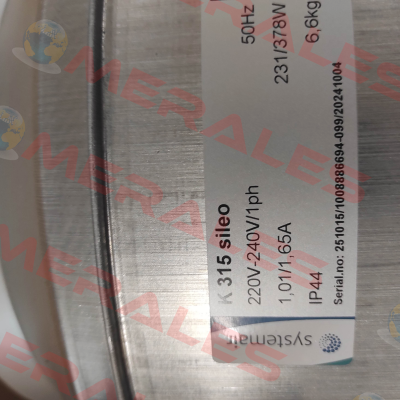 K 315 sileo
220V-240V/1ph 50Hz
1,01/1,65A 231/378W
IP44 6,6kg
Serial.no: 251015/1008886694-099/20241004
systemair
MERALES